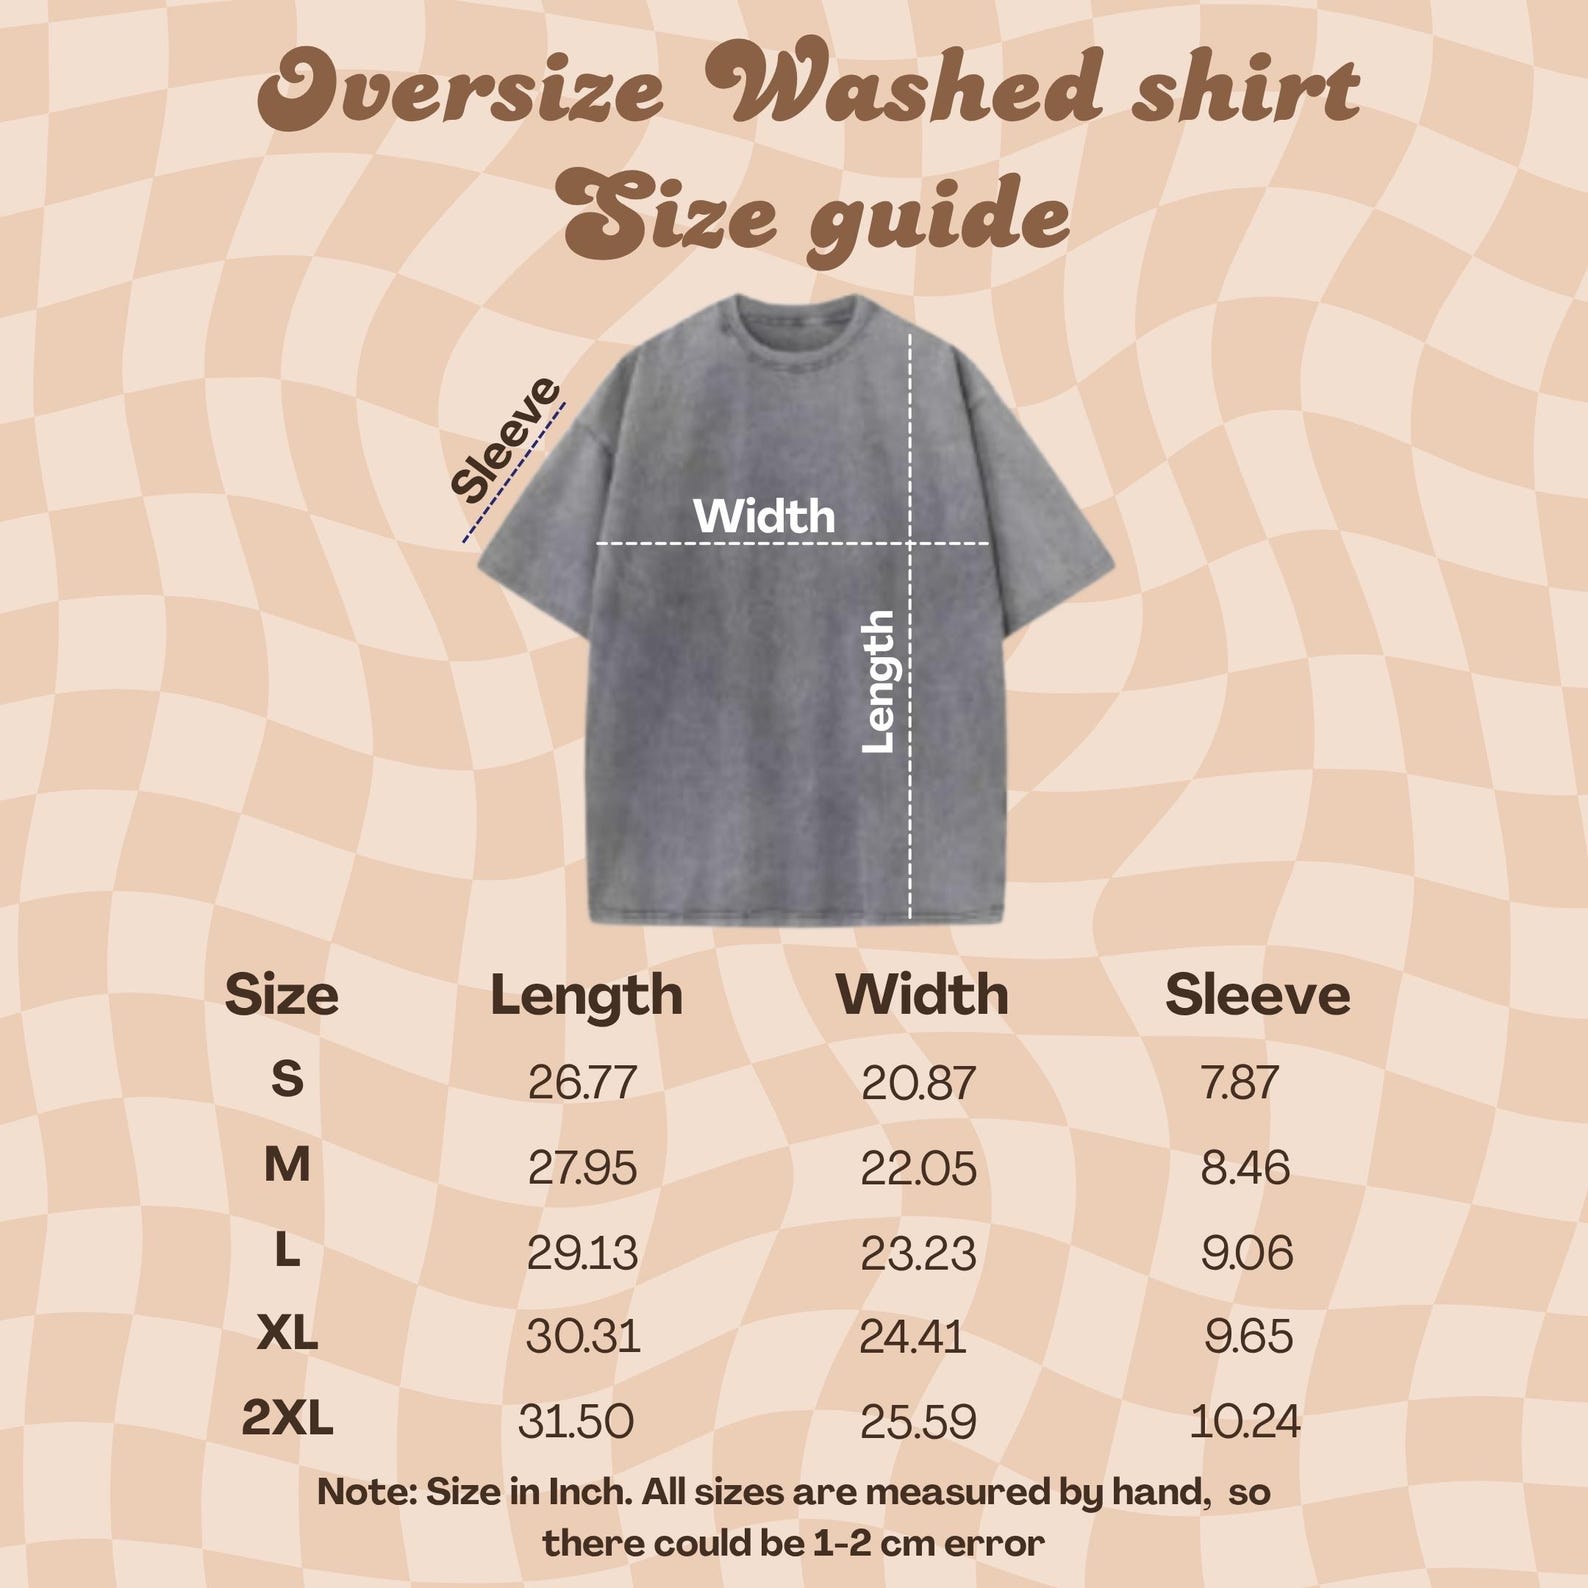 Oversize Washed shirt
Size guide
Sleeve
Width
Length
Size Length Width Sleeve
S 26.77 20.87 7.87
M 27.95 22.05 8.46
L 29.13 23.23 9.06
XL 30.31 24.41 9.65
2XL 31.50 25.59 10.24
Note: Size in Inch. All sizes are measured by hand, so
there could be 1-2 cm error